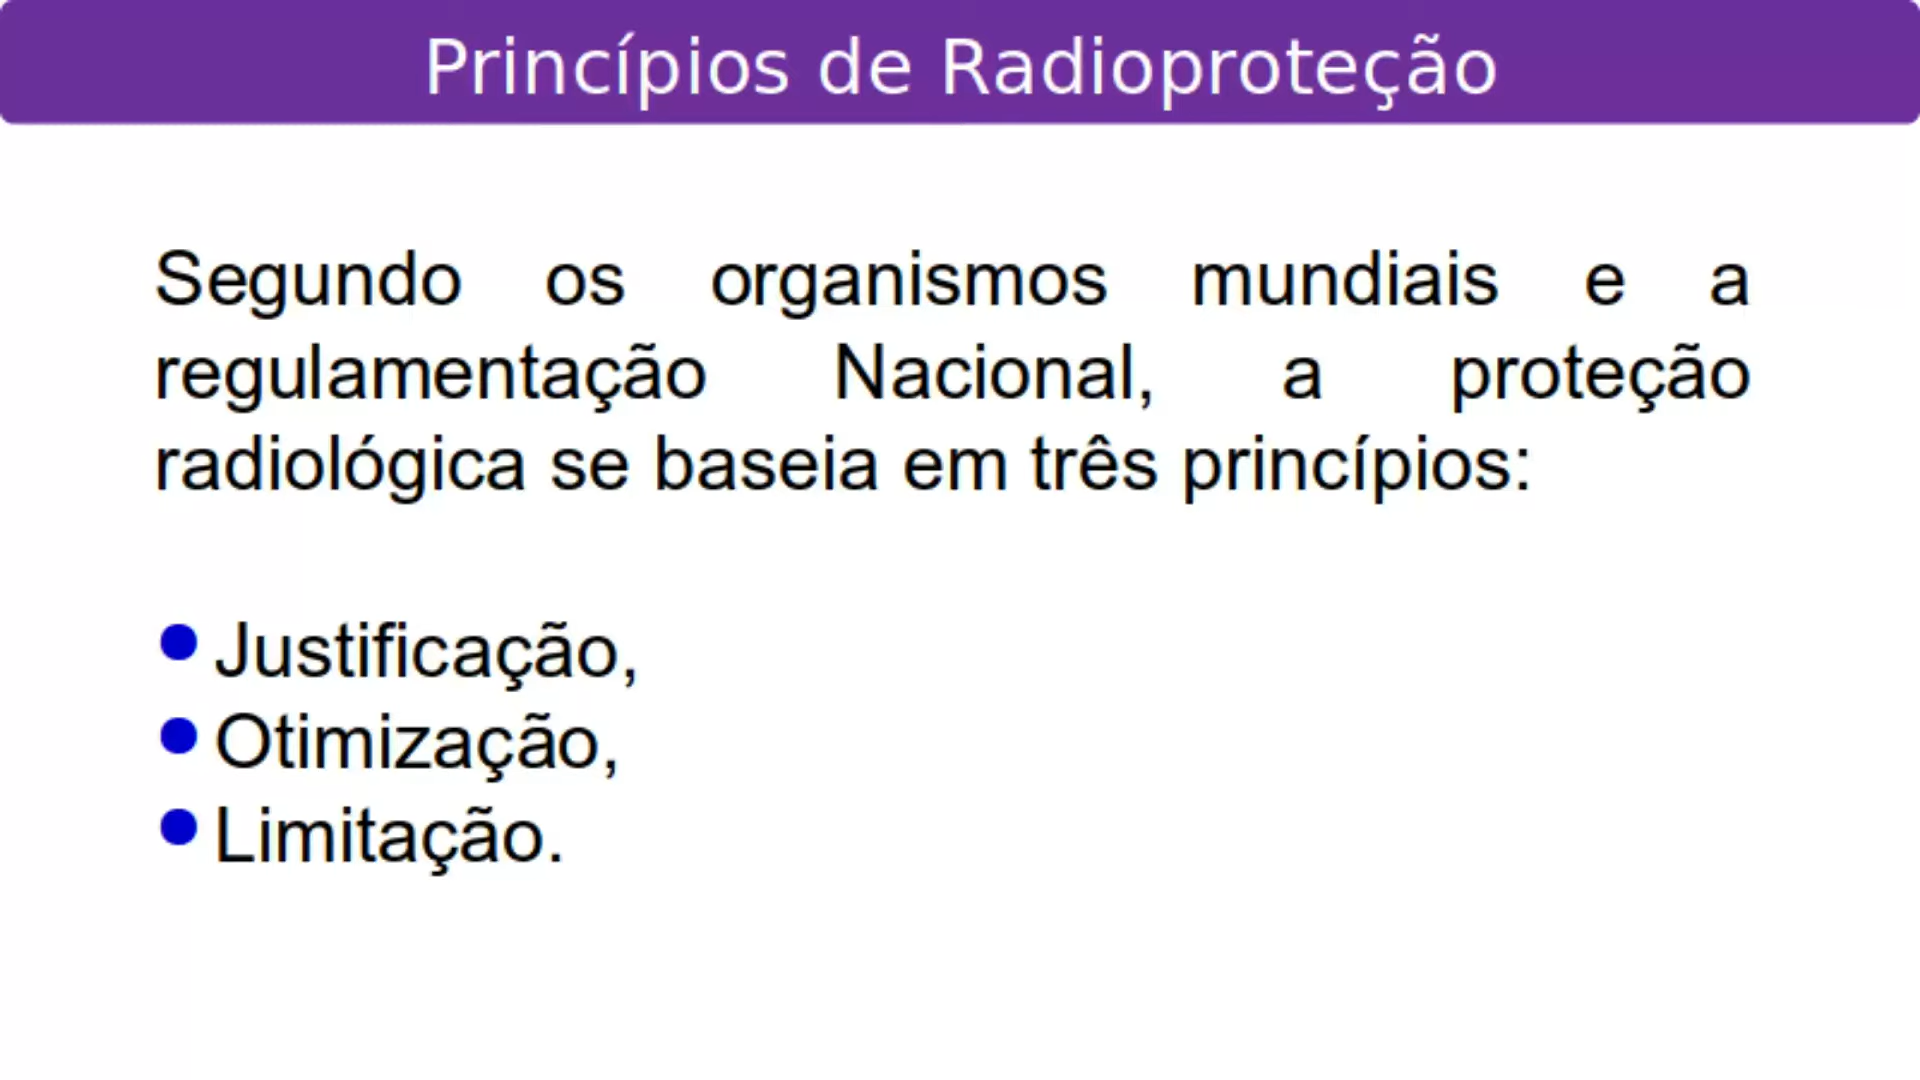 Princípios de Radioproteção
Segundo os organismos mundiais e a
regulamentação Nacional, a proteção
radiológica se baseia em três princípios:
● Justificação,
● Otimização,
● Limitação.